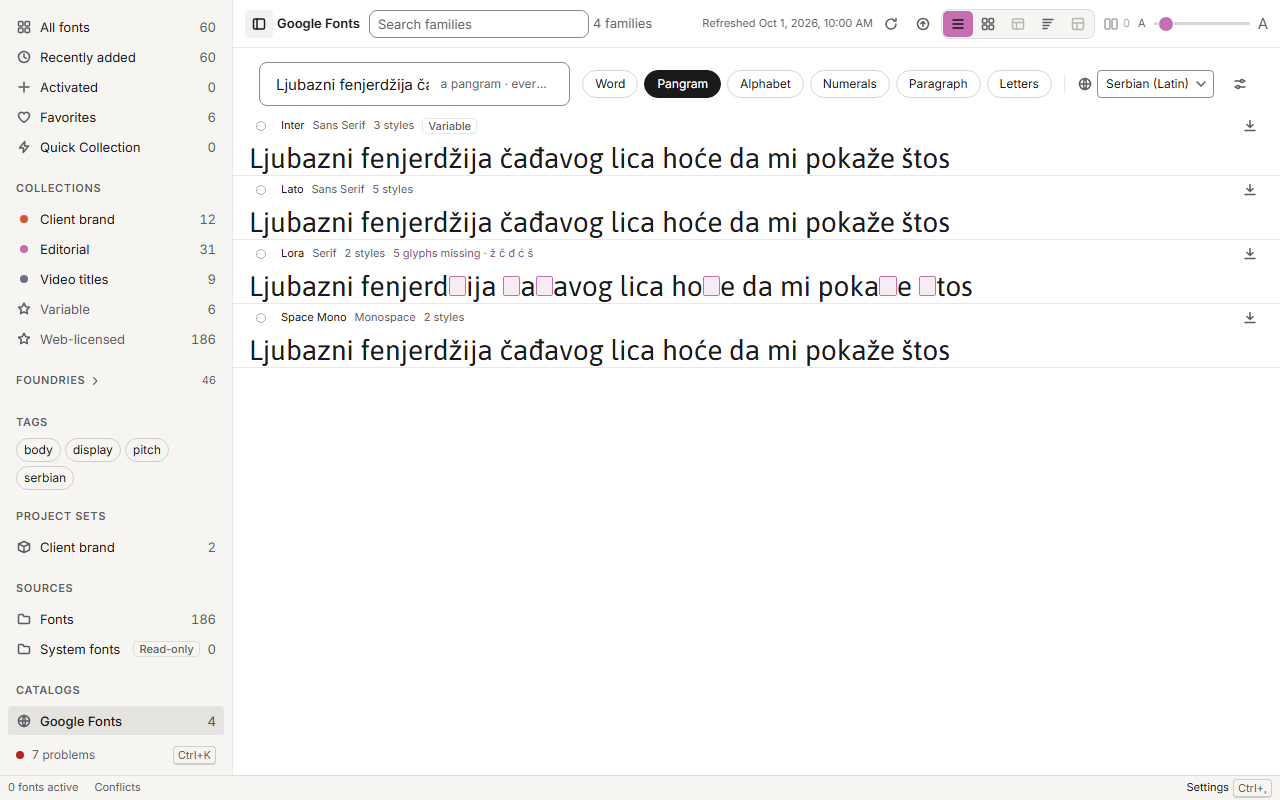 All fonts 60
Recently added 60
Activated 0
Favorites 6
Quick Collection 0
COLLECTIONS
Client brand 12
Editorial 31
Video titles 9
Variable 6
Web-licensed 186
FOUNDRIES 46
TAGS
body display pitch
serbian
PROJECT SETS
Client brand 2
SOURCES
Fonts 186
System fonts Read-only 0
CATALOGS
Google Fonts 4
7 problems Ctrl+K
Google Fonts Search families 4 families Refreshed Oct 1, 2026, 10:00 AM 0 A A
Ljubazni fenjerdžija ča a pangram · ever… Word Pangram Alphabet Numerals Paragraph Letters Serbian (Latin)
Inter Sans Serif 3 styles Variable
Ljubazni fenjerdžija čađavog lica hoće da mi pokaže štos
Lato Sans Serif 5 styles
Ljubazni fenjerdžija čađavog lica hoće da mi pokaže štos
Lora Serif 2 styles 5 glyphs missing · ž č đ ć š
Ljubazni fenjerd□ija □a□avog lica ho□e da mi poka□e □tos
Space Mono Monospace 2 styles
Ljubazni fenjerdžija čađavog lica hoće da mi pokaže štos
0 fonts active Conflicts Settings Ctrl+,